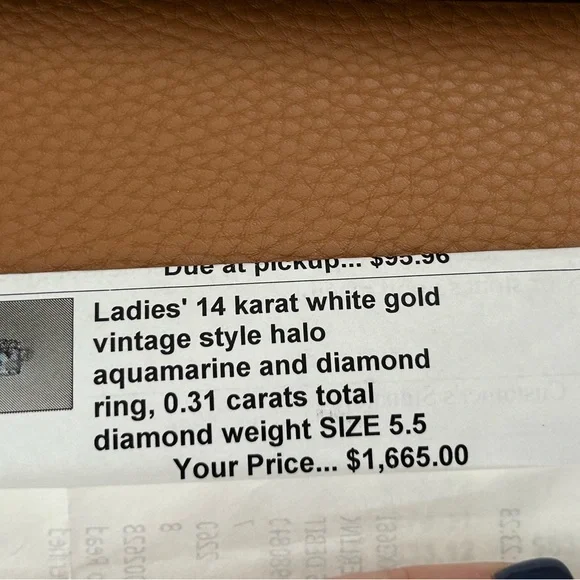 Due at pickup... $95.96
Ladies' 14 karat white gold
vintage style halo
aquamarine and diamond
ring, 0.31 carats total
diamond weight SIZE 5.5
Your Price... $1,665.00